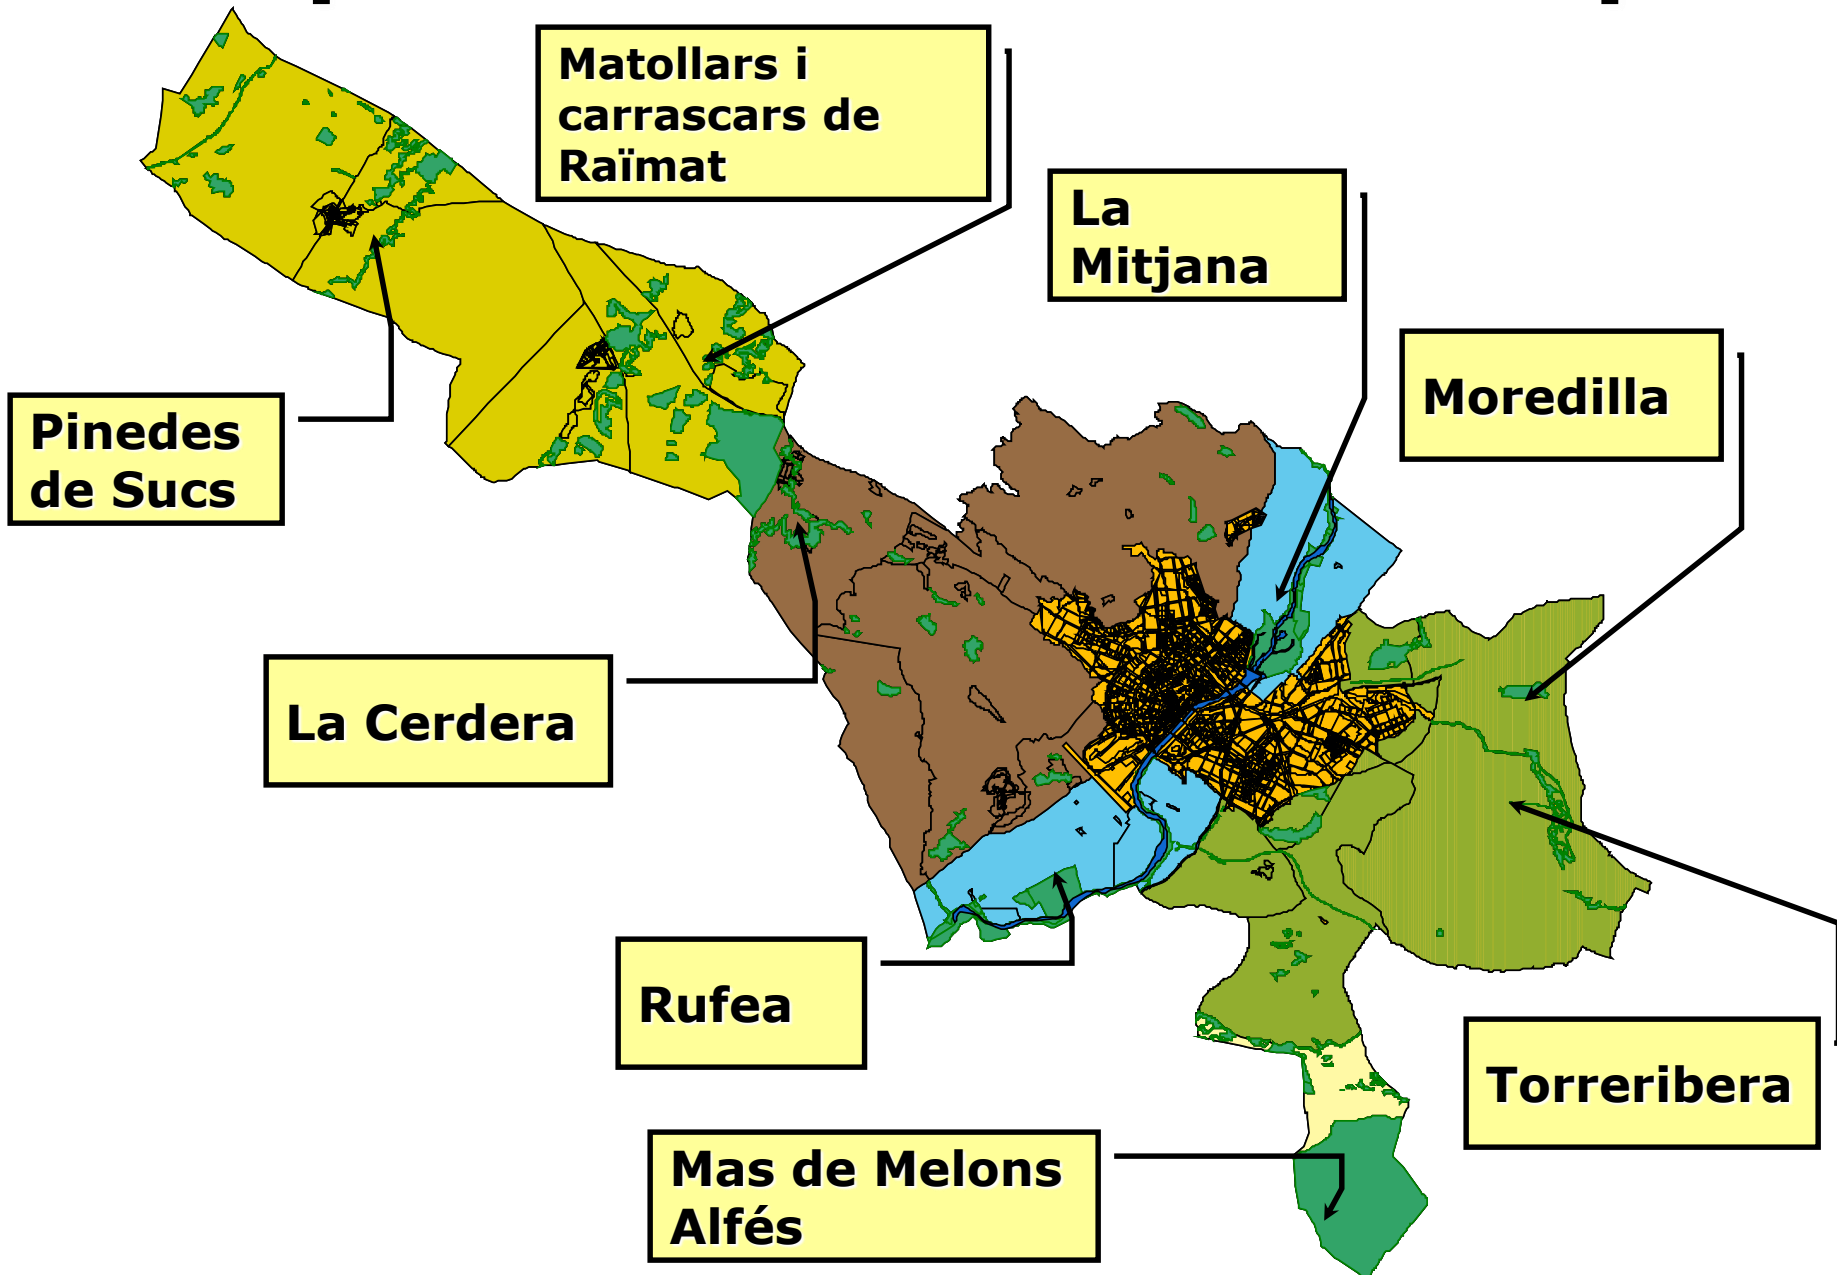 Matollars i
carrascars de
Raïmat
La
Mitjana
Moredilla
Pinedes
de Sucs
La Cerdera
Rufea
Torreribera
Mas de Melons
Alfés